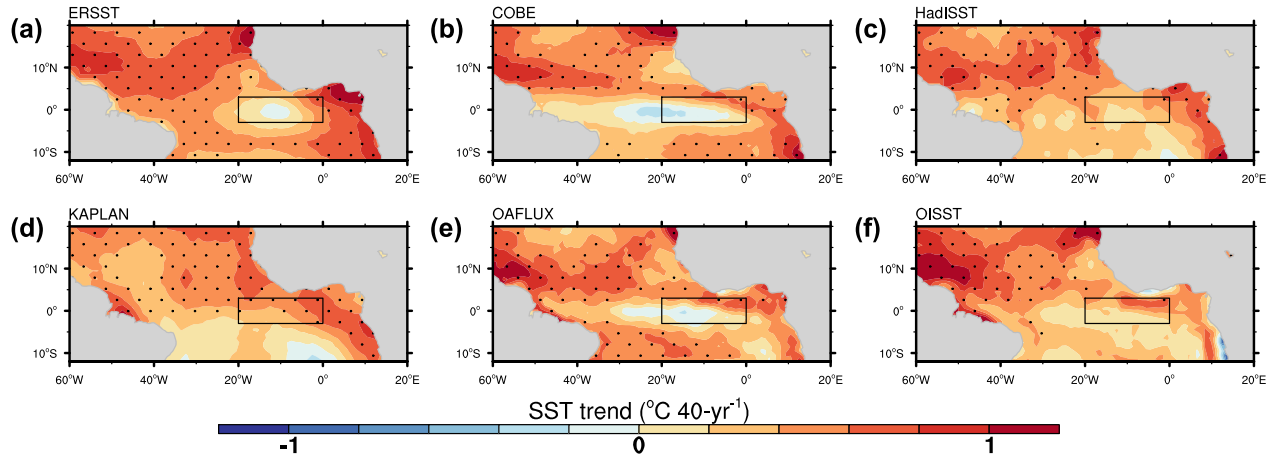 ERSST COBE HadISST
(a) (b) (c)
10°N 10°N 10°N
0° 0° 0°
10°S 10°S 10°S
60°W 40°W 20°W 0° 20°E 60°W 40°W 20°W 0° 20°E 60°W 40°W 20°W 0° 20°E
KAPLAN OAFLUX OISST
(d) (e) (f)
10°N 10°N 10°N
0° 0° 0°
10°S 10°S 10°S
60°W 40°W 20°W 0° 20°E 60°W 40°W 20°W 0° 20°E 60°W 40°W 20°W 0° 20°E
SST trend (°C 40-yr⁻¹)
-1 0 1